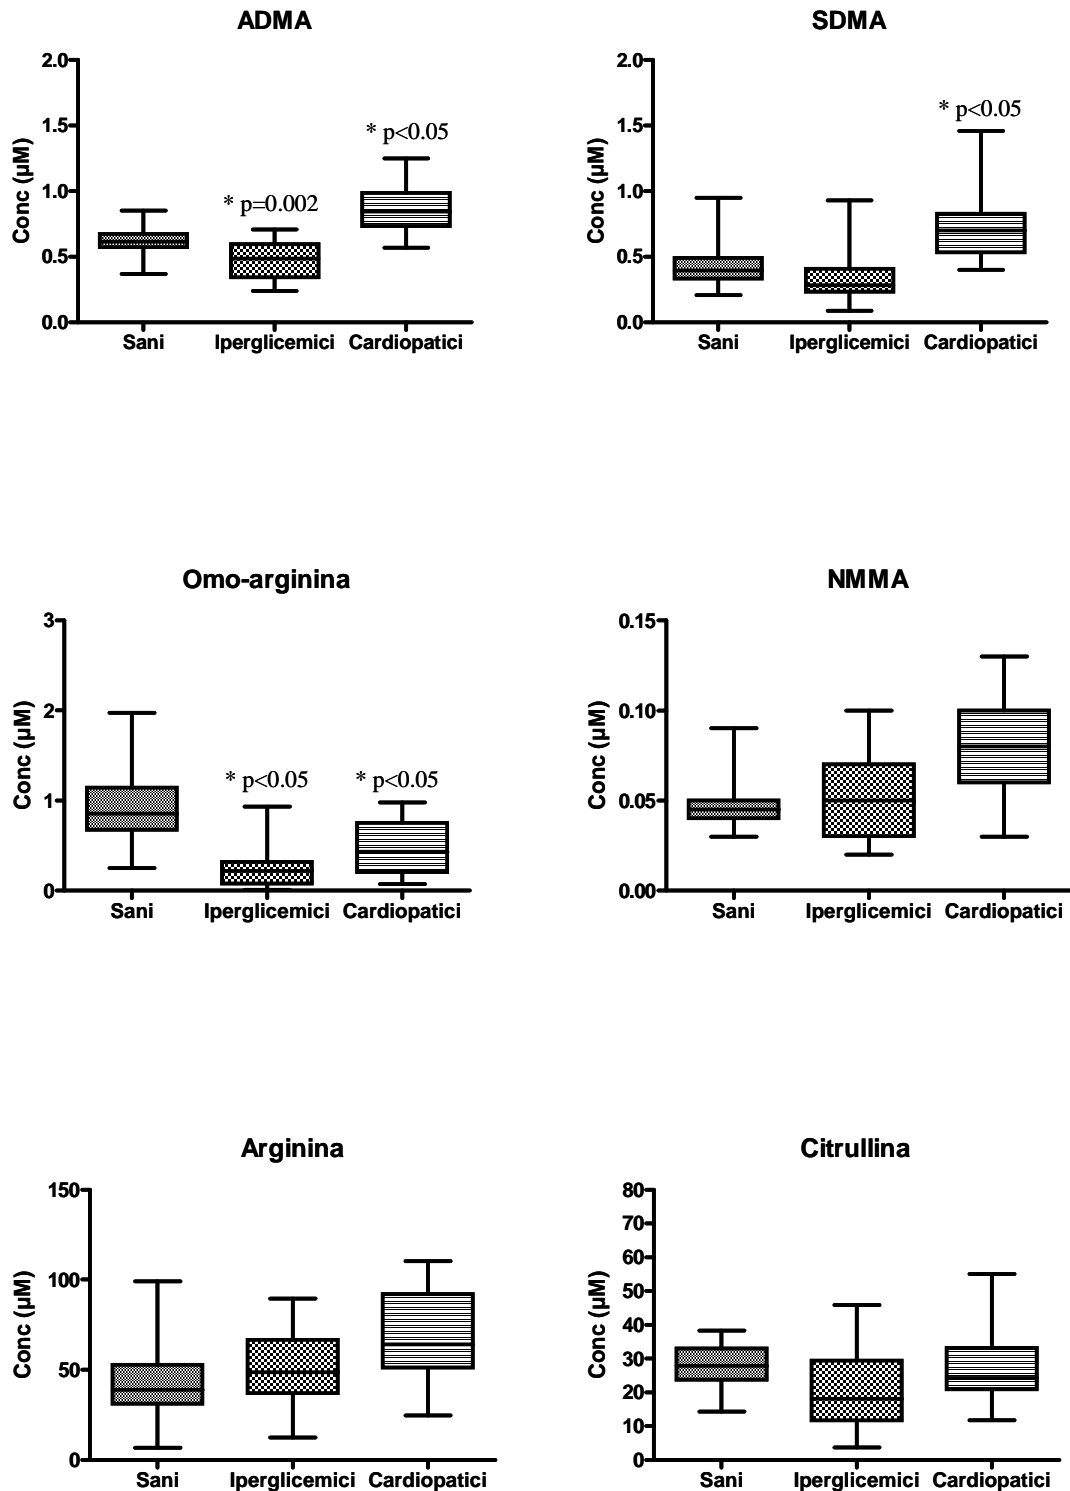 ADMA
2.0
1.5
1.0
0.5
0.0
Conc (µM)
* p=0.002
* p<0.05
Sani Iperglicemici Cardiopatici
SDMA
2.0
1.5
1.0
0.5
0.0
Conc (µM)
* p<0.05
Sani Iperglicemici Cardiopatici
Omo-arginina
3
2
1
0
Conc (µM)
* p<0.05 * p<0.05
Sani Iperglicemici Cardiopatici
NMMA
0.15
0.10
0.05
0.00
Conc (µM)
Sani Iperglicemici Cardiopatici
Arginina
150
100
50
0
Conc (µM)
Sani Iperglicemici Cardiopatici
Citrullina
80
70
60
50
40
30
20
10
0
Conc (µM)
Sani Iperglicemici Cardiopatici